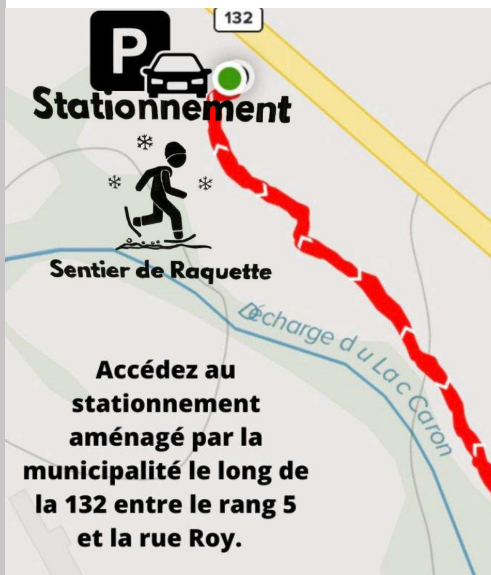 132
P
Stationnement
Sentier de Raquette
Décharge du Lac Caron
Accédez au
stationnement
aménagé par la
municipalité le long de
la 132 entre le rang 5
et la rue Roy.